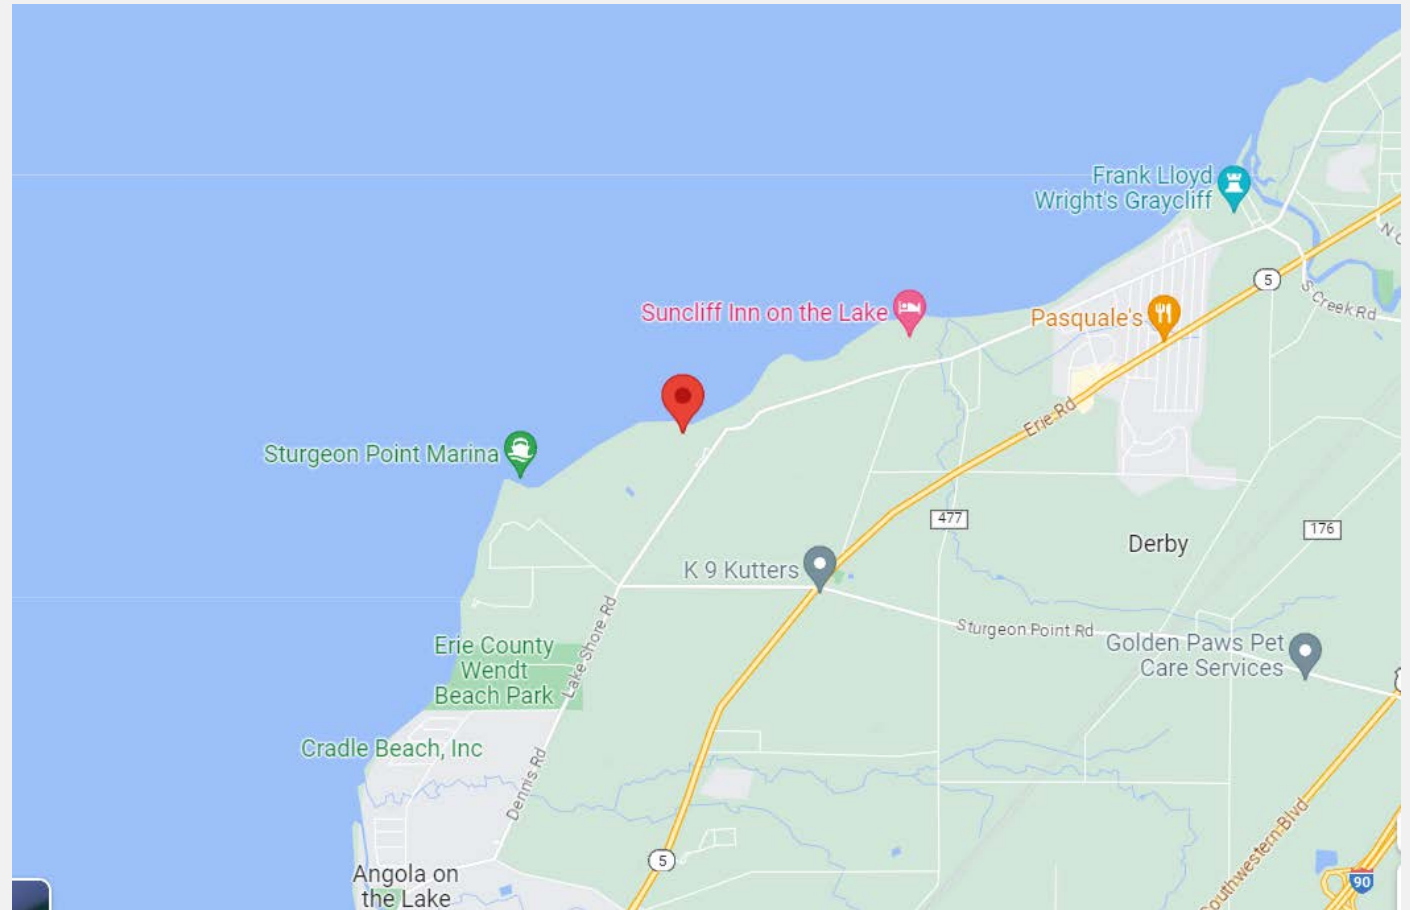 Frank Lloyd
Wright's Graycliff
N C
5
S Creek Rd
Suncliff Inn on the Lake
Pasquale's
Erie Rd
Sturgeon Point Marina
477
176
Derby
K 9 Kutters
Sturgeon Point Rd
Golden Paws Pet
Care Services
Erie County
Wendt
Beach Park
Lake Shore Rd
Cradle Beach, Inc
Dennis Rd
5
Angola on
the Lake
Southwestern Blvd
90